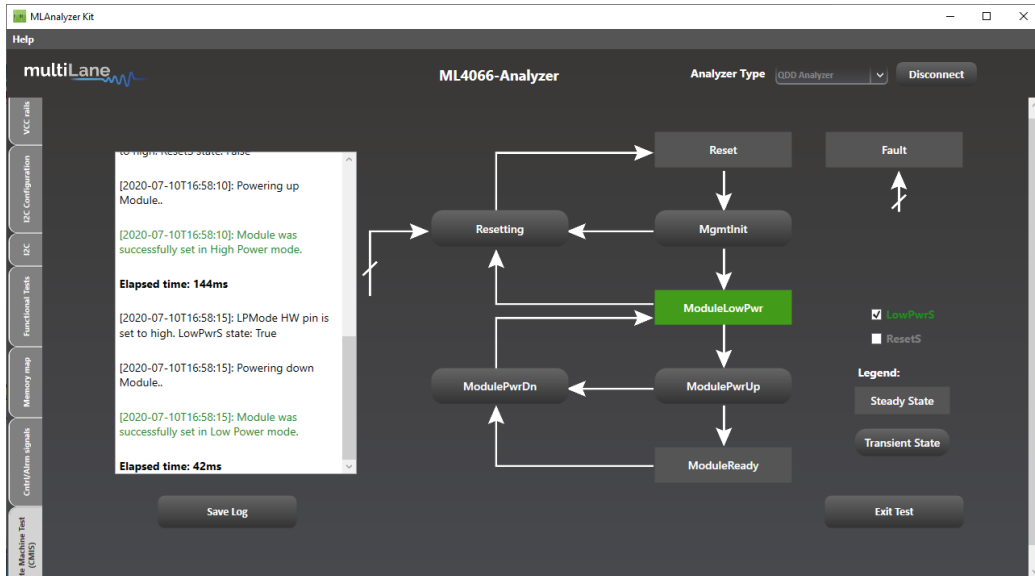 MLAnalyzer Kit
Help
multiLane
ML4066-Analyzer
Analyzer Type
QDD Analyzer
Disconnect
VCC rails
I2C Configuration
I2C
Functional Tests
Memory map
Cntrl/Alrm signals
te Machine Test
(CMIS)
to high. ResetS state: False
[2020-07-10T16:58:10]: Powering up
Module..
[2020-07-10T16:58:10]: Module was
successfully set in High Power mode.
Elapsed time: 144ms
[2020-07-10T16:58:15]: LPMode HW pin is
set to high. LowPwrS state: True
[2020-07-10T16:58:15]: Powering down
Module..
[2020-07-10T16:58:15]: Module was
successfully set in Low Power mode.
Elapsed time: 42ms
Save Log
Reset
Fault
Resetting
MgmtInit
ModuleLowPwr
LowPwrS
ResetS
ModulePwrDn
ModulePwrUp
Legend:
Steady State
Transient State
ModuleReady
Exit Test